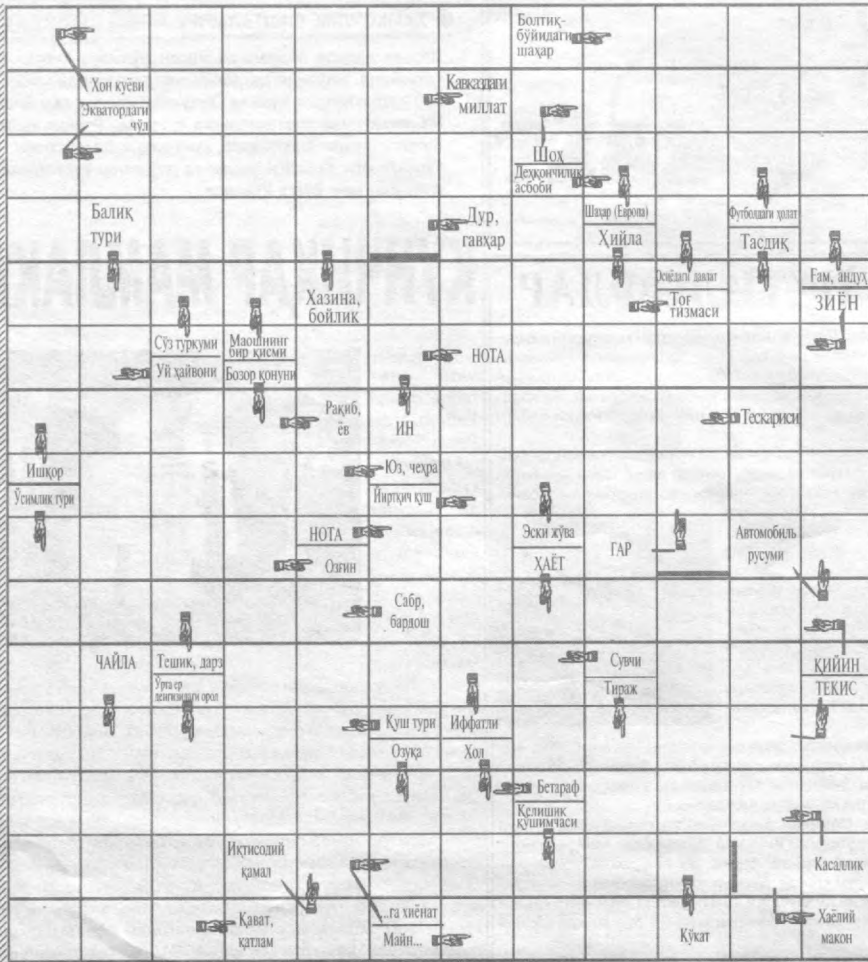 Болтиқ-
бўйидаги
шаҳар
Хон куёви
Экватордаги
чўл
Кавказдаги
миллат
Шоҳ
Деҳқончилик
асбоби
Балиқ
тури
Дур,
гавҳар
Шаҳар (Европа)
Ҳийла
Футболдаги ҳолат
Тасдиқ
Хазина,
бойлик
Осиёдаги давлат
Тоғ
тизмаси
Ғам, андуҳ
ЗИЁН
Сўз туркуми
Уй ҳайвони
Маошнинг
бир қисми
Бозор қонуни
НОТА
Рақиб,
ёв
ИН
Тескариси
Ишқор
Ўсимлик тури
Юз, чеҳра
Йиртқич қуш
НОТА
Озғин
Эски жўва
ҲАЁТ
ҒАР
Автомобиль
русуми
Сабр,
бардош
ЧАЙЛА
Тешик, дарз
Ўрта ер
денгизидаги орол
Сувчи
Тираж
ҚИЙИН
ТЕКИС
Қуш тури
Озуқа
Иффатли
Хол
Бетараф
Келишик
қўшимчаси
Иқтисодий
қамал
Касаллик
Қават,
қатлам
...га хиёнат
Майн...
Кўкат
Хаёлий
макон